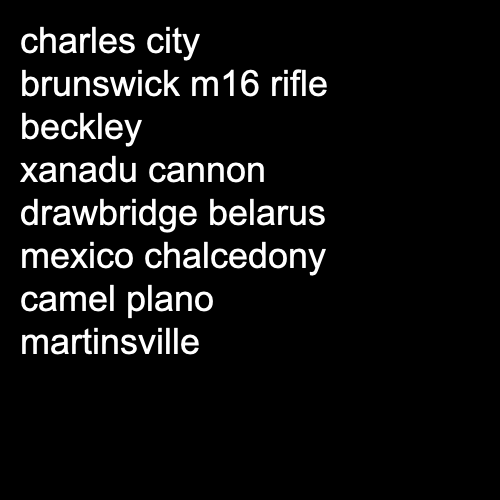 charles city
brunswick m16 rifle
beckley
xanadu cannon
drawbridge belarus
mexico chalcedony
camel plano
martinsville